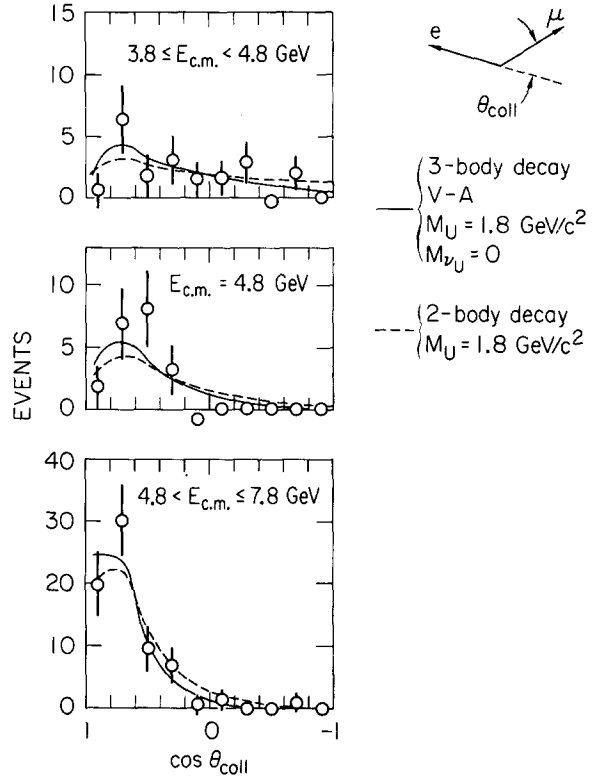 15
10
5
0
3.8 ≤ E_c.m. < 4.8 GeV
10
5
0
E_c.m. = 4.8 GeV
EVENTS
40
30
20
10
0
4.8 < E_c.m. ≤ 7.8 GeV
1 0 -1
cos θ_coll
e
μ
θ_coll
3-body decay
V-A
M_U = 1.8 GeV/c²
M_ν_U = 0
2-body decay
M_U = 1.8 GeV/c²